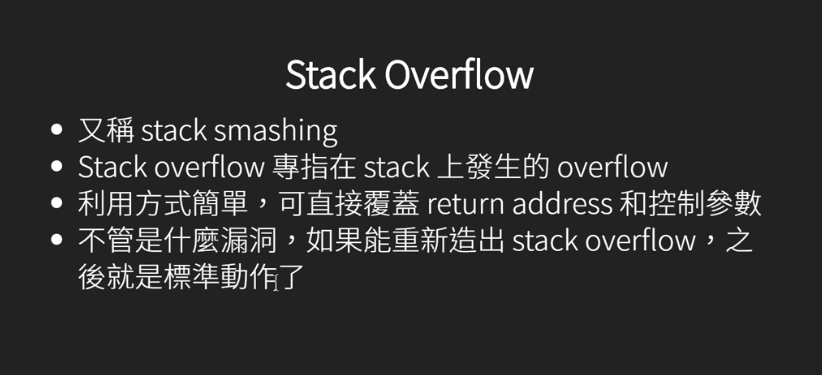 Stack Overflow
又稱 stack smashing
Stack overflow 專指在 stack 上發生的 overflow
利用方式簡單，可直接覆蓋 return address 和控制參數
不管是什麼漏洞，如果能重新造出 stack overflow，之
後就是標準動作了